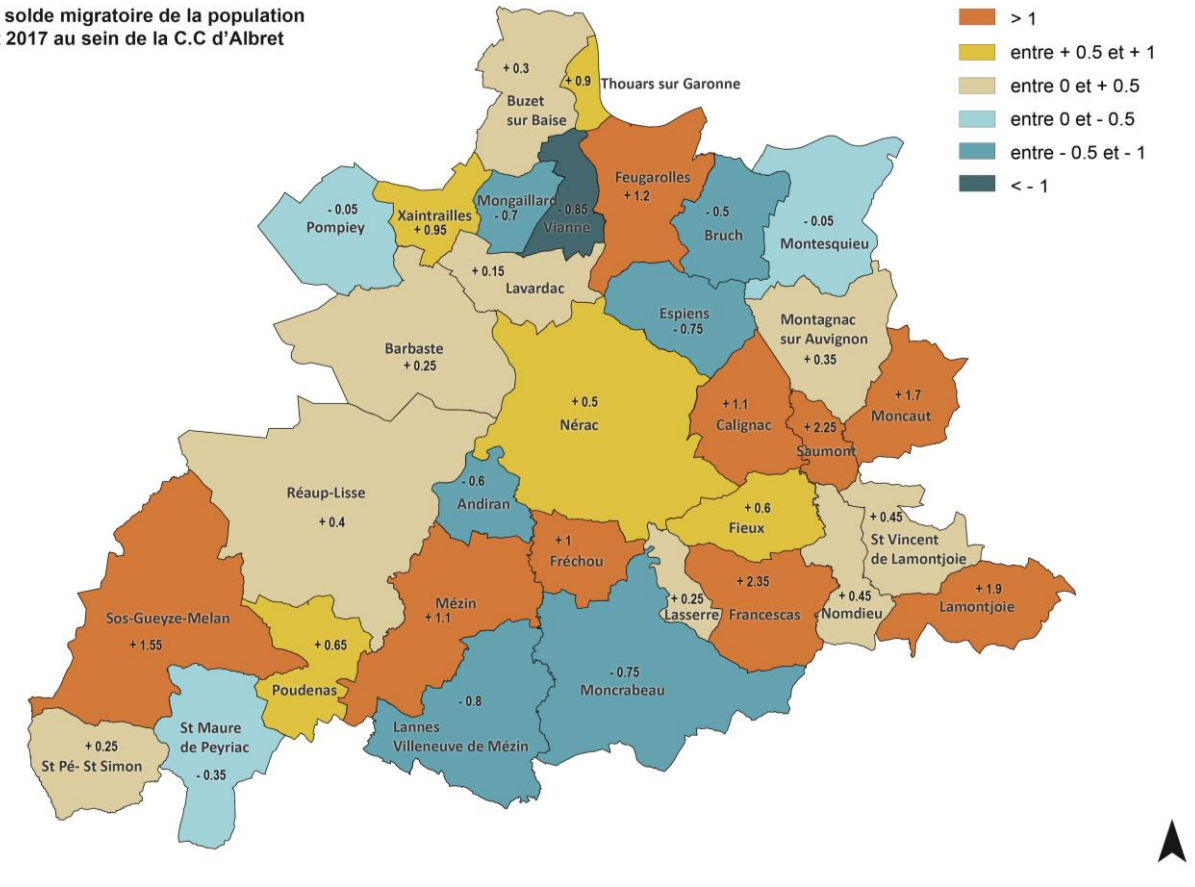 solde migratoire de la population
2017 au sein de la C.C d'Albret
> 1
entre + 0.5 et + 1
entre 0 et + 0.5
entre 0 et - 0.5
entre - 0.5 et - 1
< - 1
+ 0.3
Buzet
sur Baise
+ 0.9
Thouars sur Garonne
Feugarolles
+ 1.2
- 0.05
Pompiey
Xaintrailles
+ 0.95
Mongaillard
- 0.7
- 0.85
Vianne
- 0.5
Bruch
- 0.05
Montesquieu
+ 0.15
Lavardac
Espiens
- 0.75
Montagnac
sur Auvignon
+ 0.35
Barbaste
+ 0.25
+ 0.5
Nérac
+ 1.1
Calignac
+ 2.25
Saumont
+ 1.7
Moncaut
Réaup-Lisse
+ 0.4
- 0.6
Andiran
+ 0.6
Fieux
+ 0.45
St Vincent
de Lamontjoie
+ 1
Fréchou
Sos-Gueyze-Melan
+ 1.55
Mézin
+ 1.1
+ 0.25
Lasserre
+ 2.35
Francescas
+ 0.45
Nomdieu
+ 1.9
Lamontjoie
+ 0.65
Poudenas
- 0.75
Moncrabeau
- 0.8
Lannes
Villeneuve de Mézin
St Maure
de Peyriac
- 0.35
+ 0.25
St Pé- St Simon